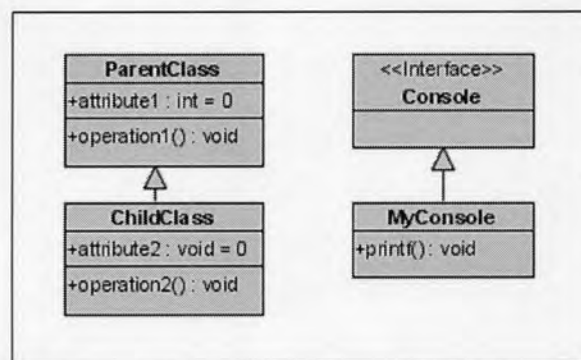 ParentClass
+attribute1 : int = 0
+operation1() : void
ChildClass
+attribute2 : void = 0
+operation2() : void
<<Interface>>
Console
MyConsole
+printf() : void